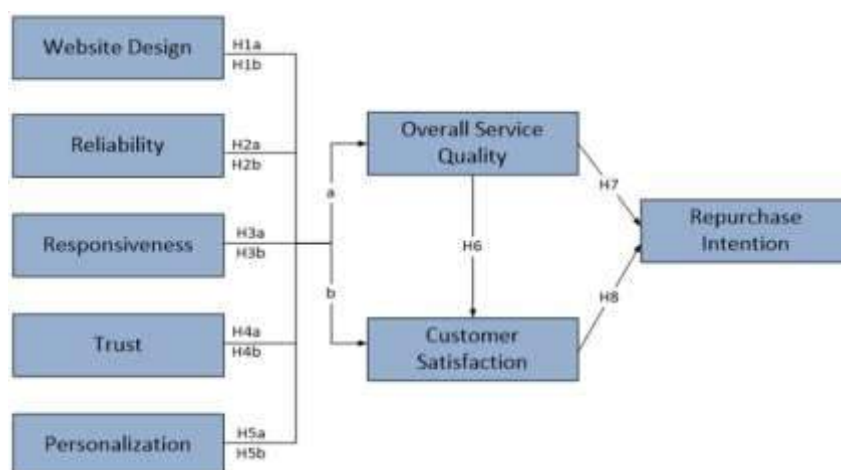 Website Design
H1a
H1b
Reliability
H2a
H2b
Responsiveness
H3a
H3b
Trust
H4a
H4b
Personalization
H5a
H5b
a
b
Overall Service
Quality
H6
Customer
Satisfaction
H7
H8
Repurchase
Intention